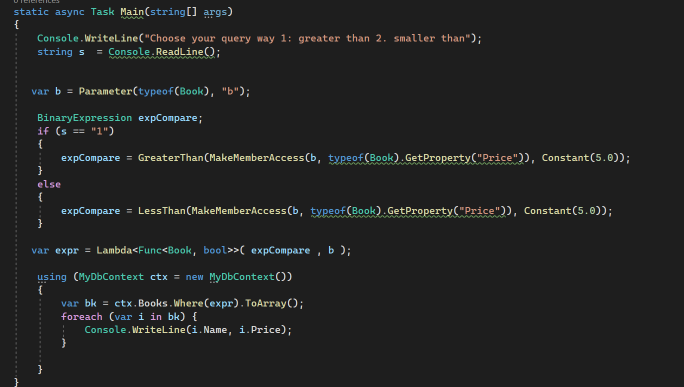 0 references
static async Task Main(string[] args)
{
Console.WriteLine("Choose your query way 1: greater than 2. smaller than");
string s = Console.ReadLine();
var b = Parameter(typeof(Book), "b");
BinaryExpression expCompare;
if (s == "1")
{
expCompare = GreaterThan(MakeMemberAccess(b, typeof(Book).GetProperty("Price")), Constant(5.0));
}
else
{
expCompare = LessThan(MakeMemberAccess(b, typeof(Book).GetProperty("Price")), Constant(5.0));
}
var expr = Lambda<Func<Book, bool>>( expCompare , b );
using (MyDbContext ctx = new MyDbContext())
{
var bk = ctx.Books.Where(expr).ToArray();
foreach (var i in bk) {
Console.WriteLine(i.Name, i.Price);
}
}
}